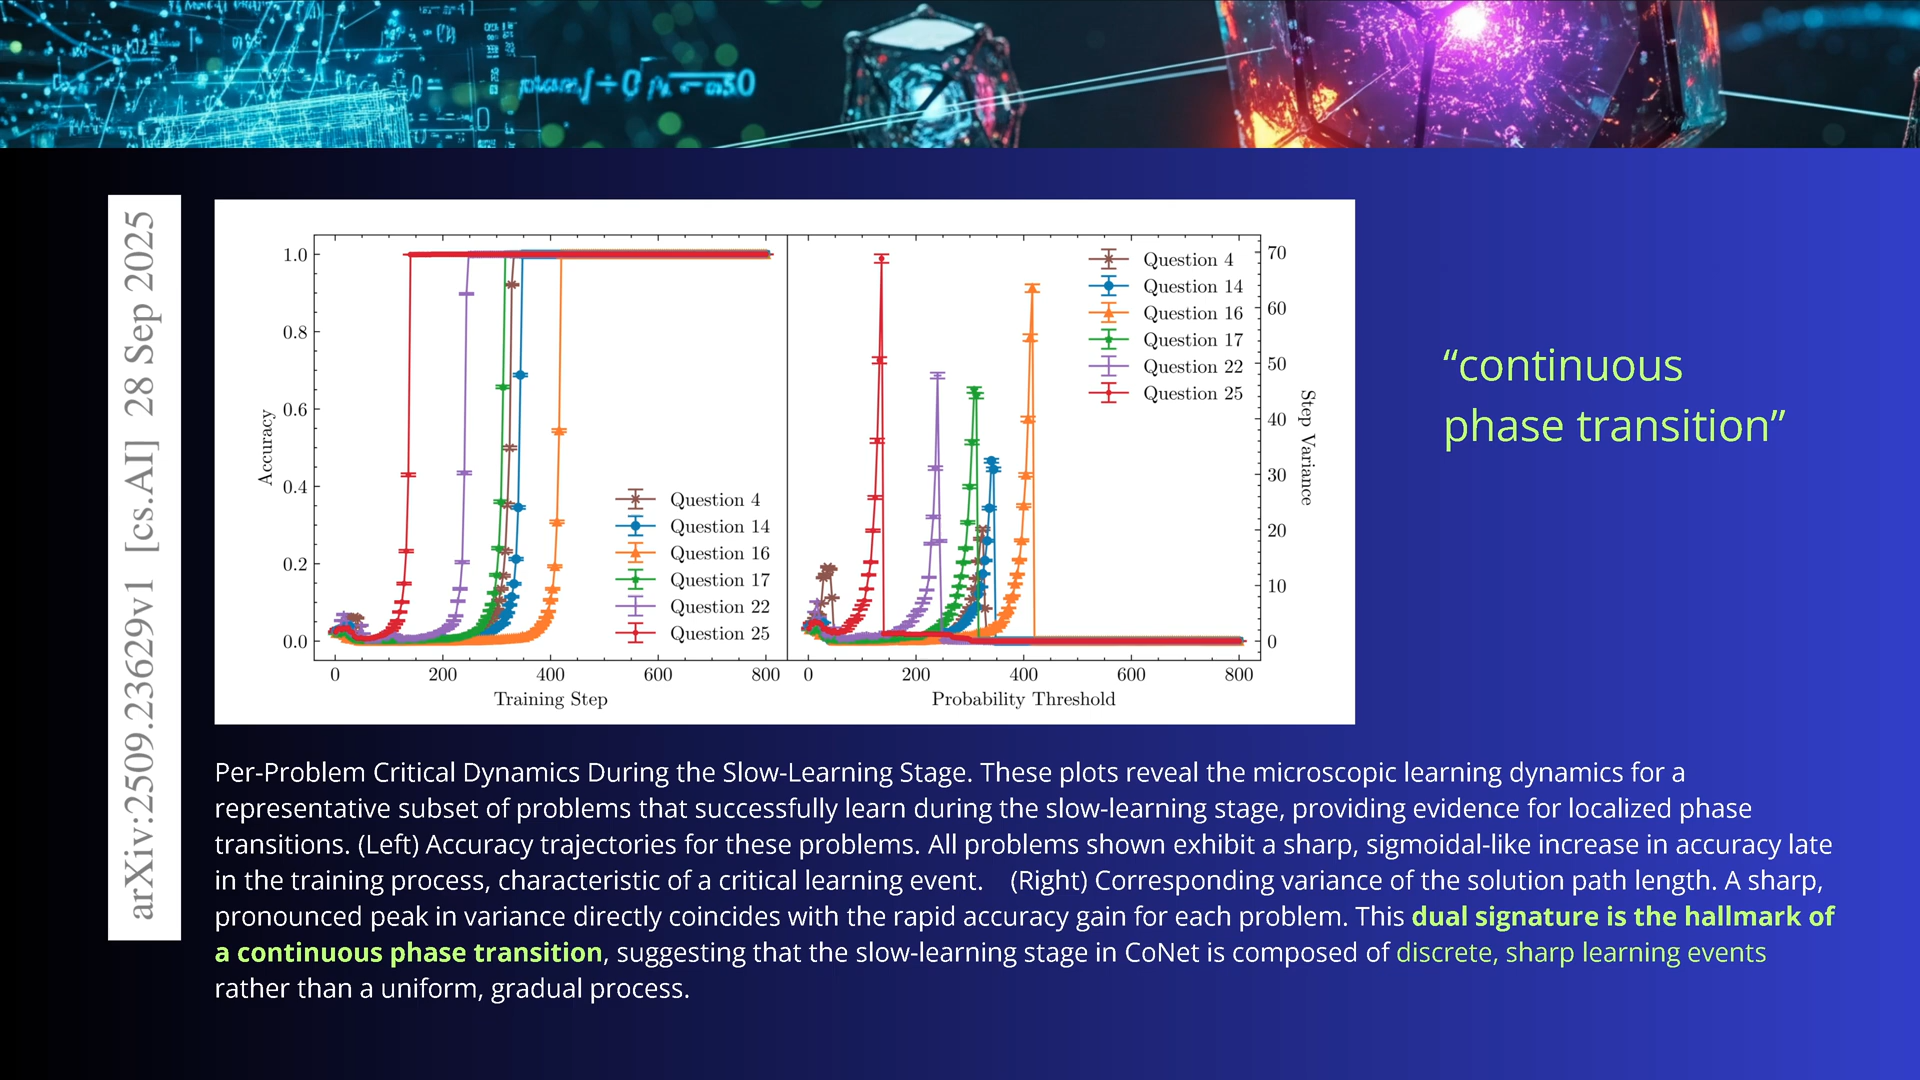 arXiv:2509.23629v1 [cs.AI] 28 Sep 2025
1.0
0.8
0.6
0.4
0.2
0.0
Accuracy
Question 4
Question 14
Question 16
Question 17
Question 22
Question 25
0 200 400 600 800
Training Step
Question 4
Question 14
Question 16
Question 17
Question 22
Question 25
70
60
50
40
30
20
10
0
Step Variance
0 200 400 600 800
Probability Threshold
“continuous
phase transition”
Per-Problem Critical Dynamics During the Slow-Learning Stage. These plots reveal the microscopic learning dynamics for a
representative subset of problems that successfully learn during the slow-learning stage, providing evidence for localized phase
transitions. (Left) Accuracy trajectories for these problems. All problems shown exhibit a sharp, sigmoidal-like increase in accuracy late
in the training process, characteristic of a critical learning event. (Right) Corresponding variance of the solution path length. A sharp,
pronounced peak in variance directly coincides with the rapid accuracy gain for each problem. This dual signature is the hallmark of
a continuous phase transition, suggesting that the slow-learning stage in CoNet is composed of discrete, sharp learning events
rather than a uniform, gradual process.